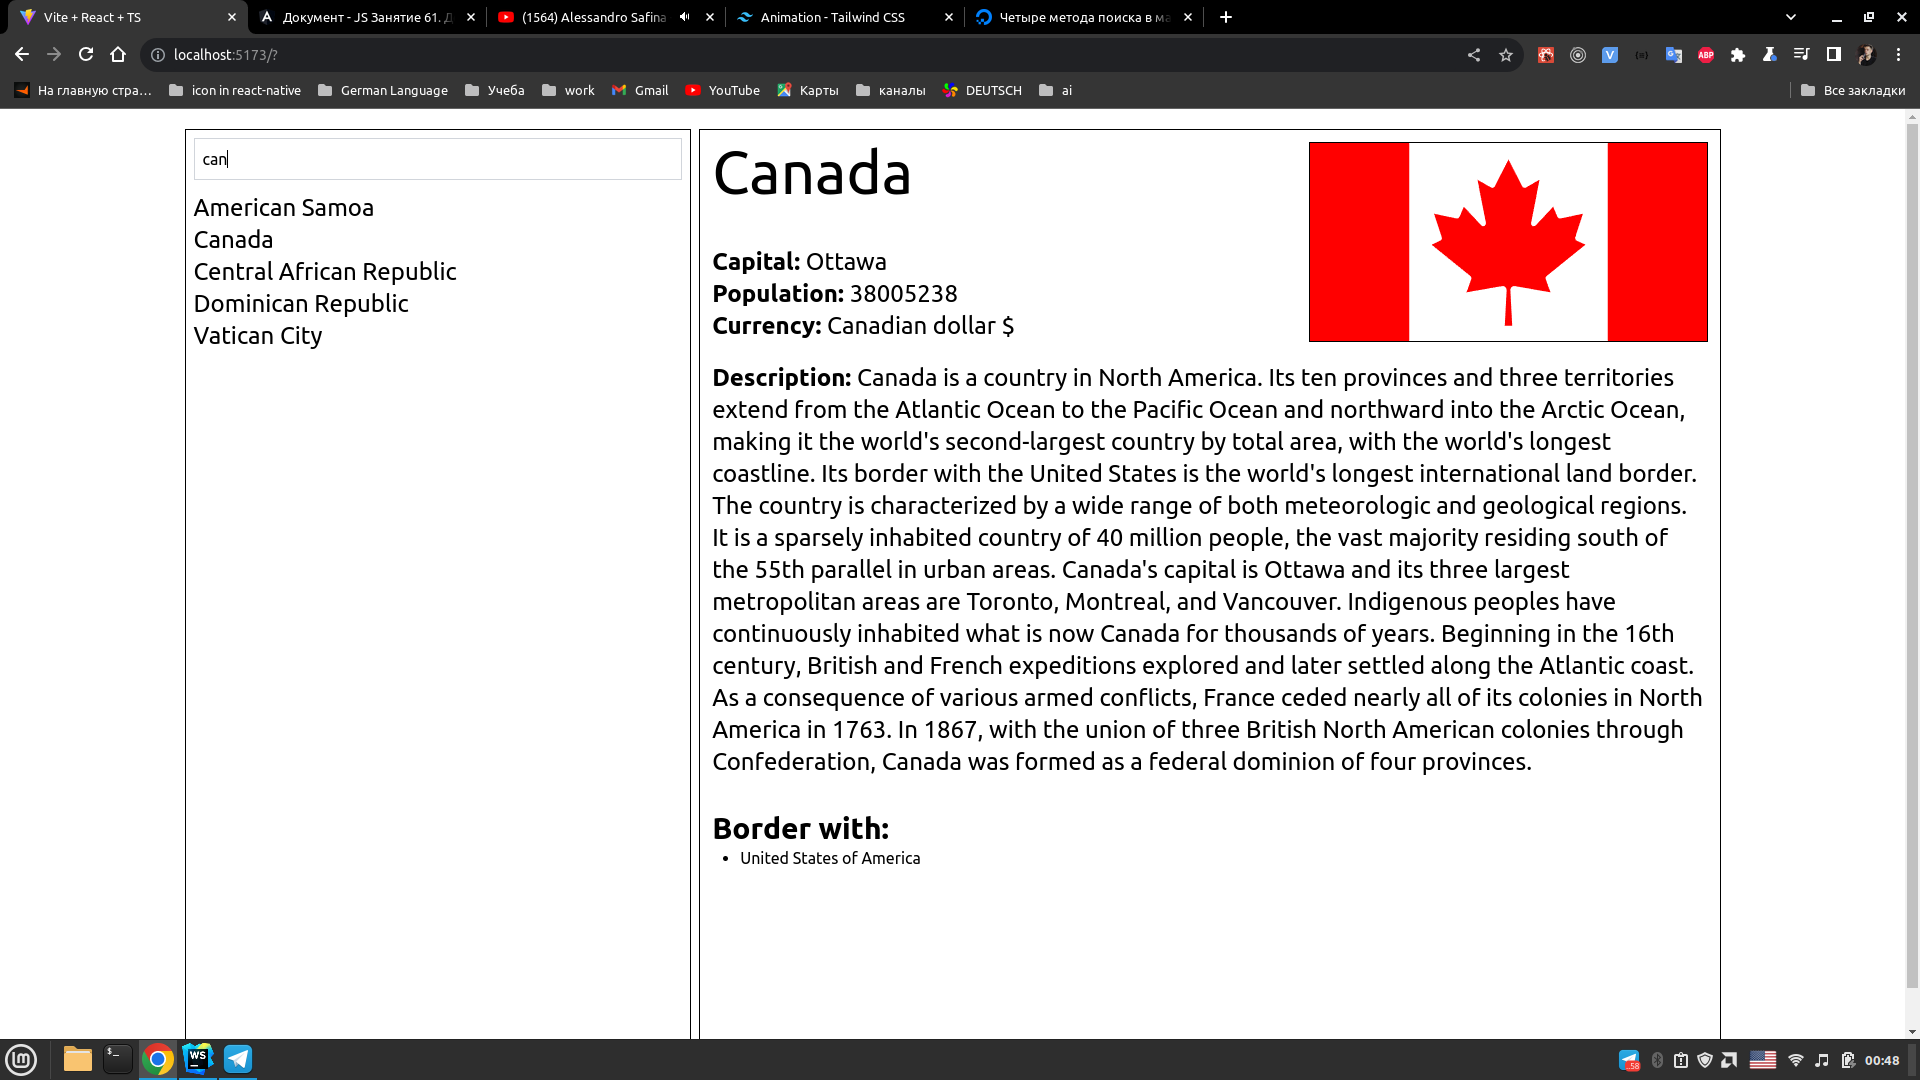 Vite + React + TS
Документ - JS Занятие 61. Д
(1564) Alessandro Safina
Animation - Tailwind CSS
Четыре метода поиска в ма
localhost:5173/?
На главную стра…
icon in react-native
German Language
Учеба
work
Gmail
YouTube
Карты
каналы
DEUTSCH
ai
Все закладки
can
American Samoa
Canada
Central African Republic
Dominican Republic
Vatican City
Canada
Capital: Ottawa
Population: 38005238
Currency: Canadian dollar $
Description: Canada is a country in North America. Its ten provinces and three territories
extend from the Atlantic Ocean to the Pacific Ocean and northward into the Arctic Ocean,
making it the world's second-largest country by total area, with the world's longest
coastline. Its border with the United States is the world's longest international land border.
The country is characterized by a wide range of both meteorologic and geological regions.
It is a sparsely inhabited country of 40 million people, the vast majority residing south of
the 55th parallel in urban areas. Canada's capital is Ottawa and its three largest
metropolitan areas are Toronto, Montreal, and Vancouver. Indigenous peoples have
continuously inhabited what is now Canada for thousands of years. Beginning in the 16th
century, British and French expeditions explored and later settled along the Atlantic coast.
As a consequence of various armed conflicts, France ceded nearly all of its colonies in North
America in 1763. In 1867, with the union of three British North American colonies through
Confederation, Canada was formed as a federal dominion of four provinces.
Border with:
• United States of America
WS
58
00:48